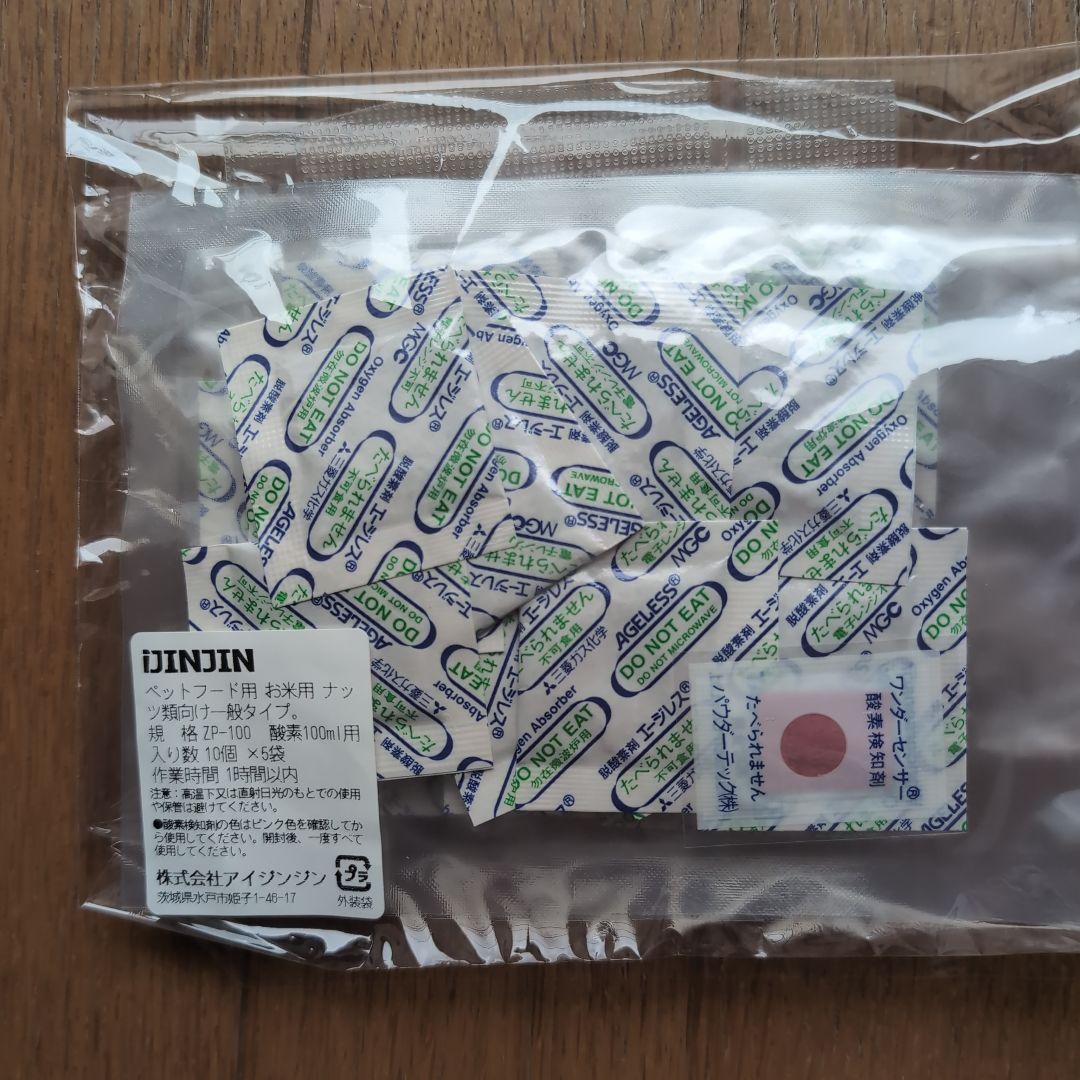 iJINJIN
ペットフード用 お米用 ナッ
ツ類向け一般タイプ。
規 格 ZP-100 酸素100ml用
入り数 10個 ×5袋
作業時間 1時間以内
注意:高温下又は直射日光のもとでの使用
や保管は避けてください。
●酸素検知剤の色はピンク色を確認してか
ら使用してください。開封後、一度すべて
使用してください。
株式会社アイジンジン
茨城県水戸市姫子1-46-17
プラ
外装袋
ワンダーセンサー®
酸素検知剤
たべられません
パウダーテック(株)
AGELESS®
DO NOT EAT
DO NOT MICROWAVE
脱酸素剤 エージレス®
たべられません
電子レンジ不可
三菱ガス化学
不可食用
勿在微波炉用
Oxygen Absorber
MGC